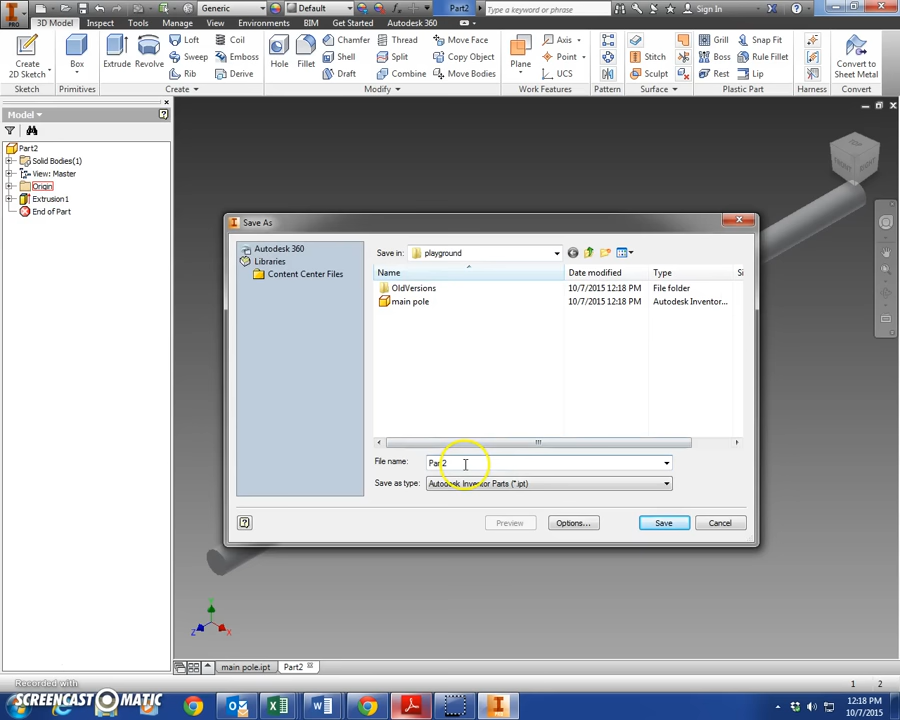 Generic
Default
Part2
Type a keyword or phrase
Sign In
PRO
3D Model
Inspect
Tools
Manage
View
Environments
BIM
Get Started
Autodesk 360
Create
2D Sketch
Box
Extrude
Revolve
Loft
Sweep
Rib
Coil
Emboss
Derive
Hole
Fillet
Chamfer
Shell
Draft
Thread
Split
Combine
Move Face
Copy Object
Move Bodies
Plane
Axis
Point
UCS
Stitch
Sculpt
Grill
Boss
Rest
Snap Fit
Rule Fillet
Lip
Convert to
Sheet Metal
Sketch
Primitives
Create
Modify
Work Features
Pattern
Surface
Plastic Part
Harness
Convert
Model
Part2
Solid Bodies(1)
View: Master
Origin
Extrusion1
End of Part
FRONT
RIGHT
Save As
Autodesk 360
Libraries
Content Center Files
Save in:
playground
Name
Date modified
Type
Si
OldVersions
10/7/2015 12:18 PM
File folder
main pole
10/7/2015 12:18 PM
Autodesk Inventor...
File name:
Part2
Save as type:
Autodesk Inventor Parts (*.ipt)
Preview
Options...
Save
Cancel
Y
Z
X
main pole.ipt
Part2
1
2
Recorded with
SCREENCAST-O-MATIC
PRO
12:18 PM
10/7/2015